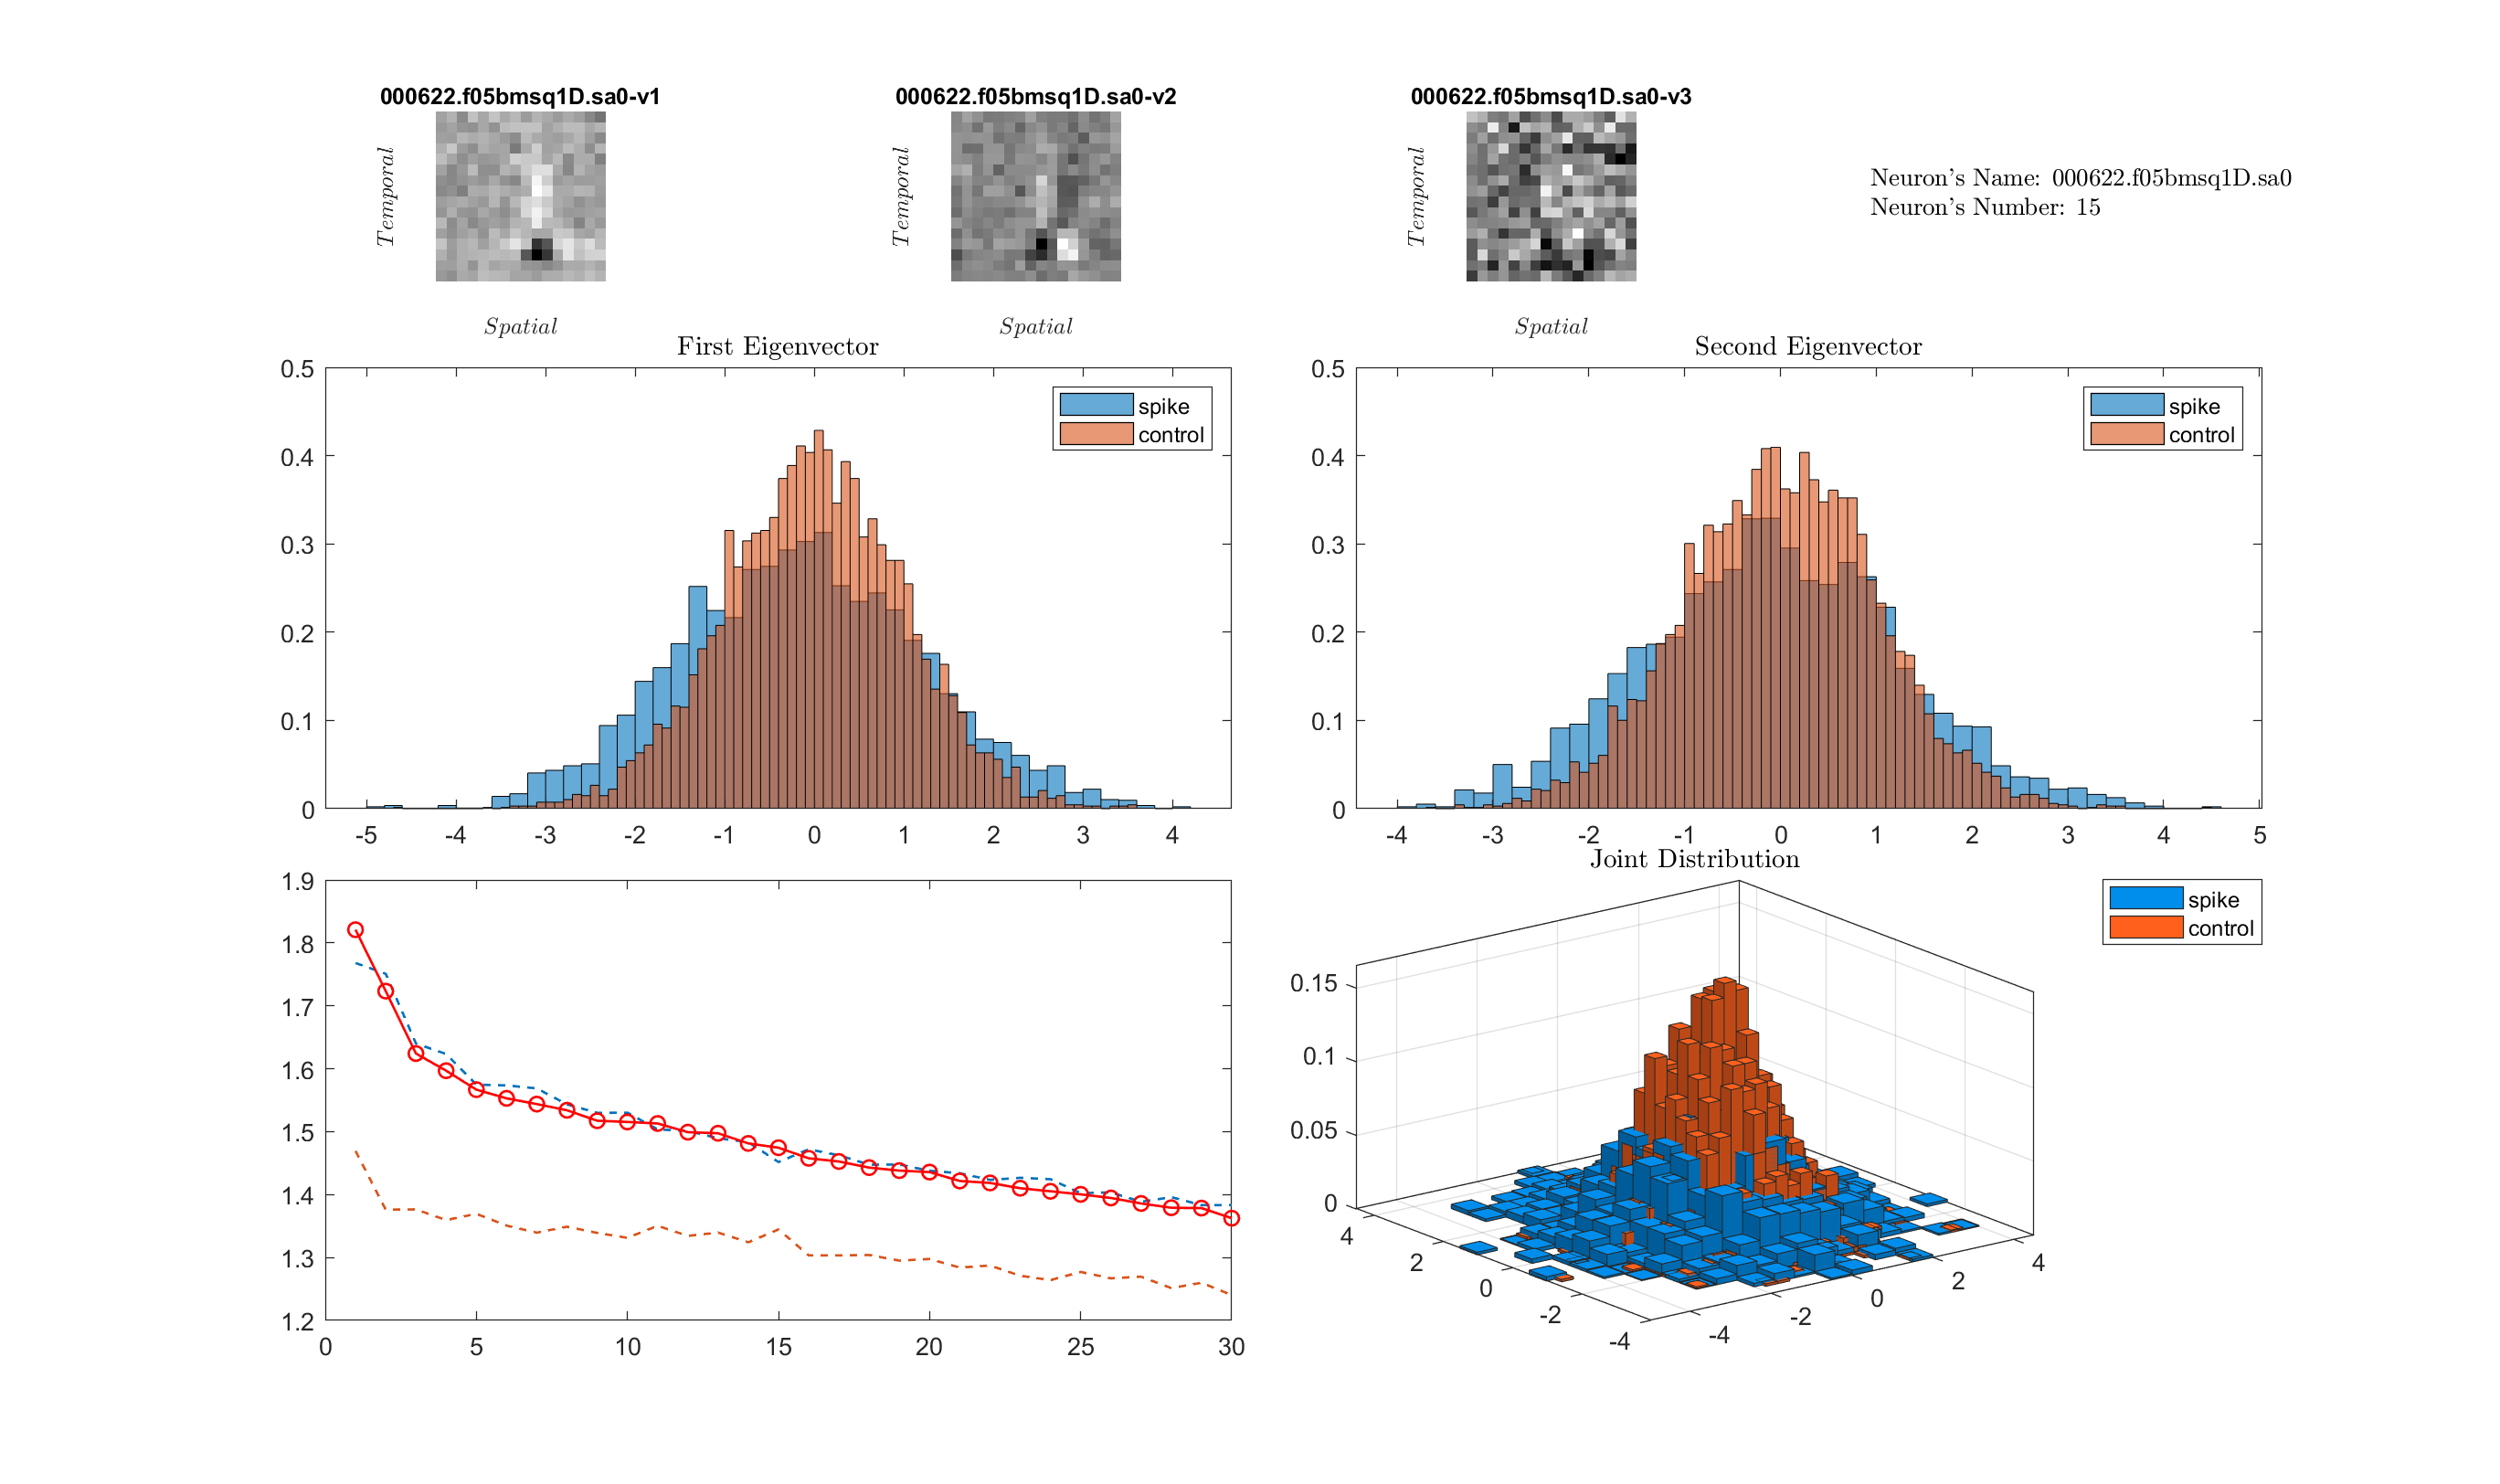 000622.f05bmsq1D.sa0-v1
000622.f05bmsq1D.sa0-v2
000622.f05bmsq1D.sa0-v3
Temporal
Temporal
Temporal
Neuron's Name: 000622.f05bmsq1D.sa0
Neuron's Number: 15
Spatial
Spatial
Spatial
First Eigenvector
0.5
0.4
0.3
0.2
0.1
0
-5 -4 -3 -2 -1 0 1 2 3 4
spike
control
Second Eigenvector
0.5
0.4
0.3
0.2
0.1
0
-4 -3 -2 -1 0 1 2 3 4 5
spike
control
1.9
1.8
1.7
1.6
1.5
1.4
1.3
1.2
0 5 10 15 20 25 30
Joint Distribution
spike
control
0.15
0.1
0.05
0
4 2 0 -2 -4
-4 -2 0 2 4